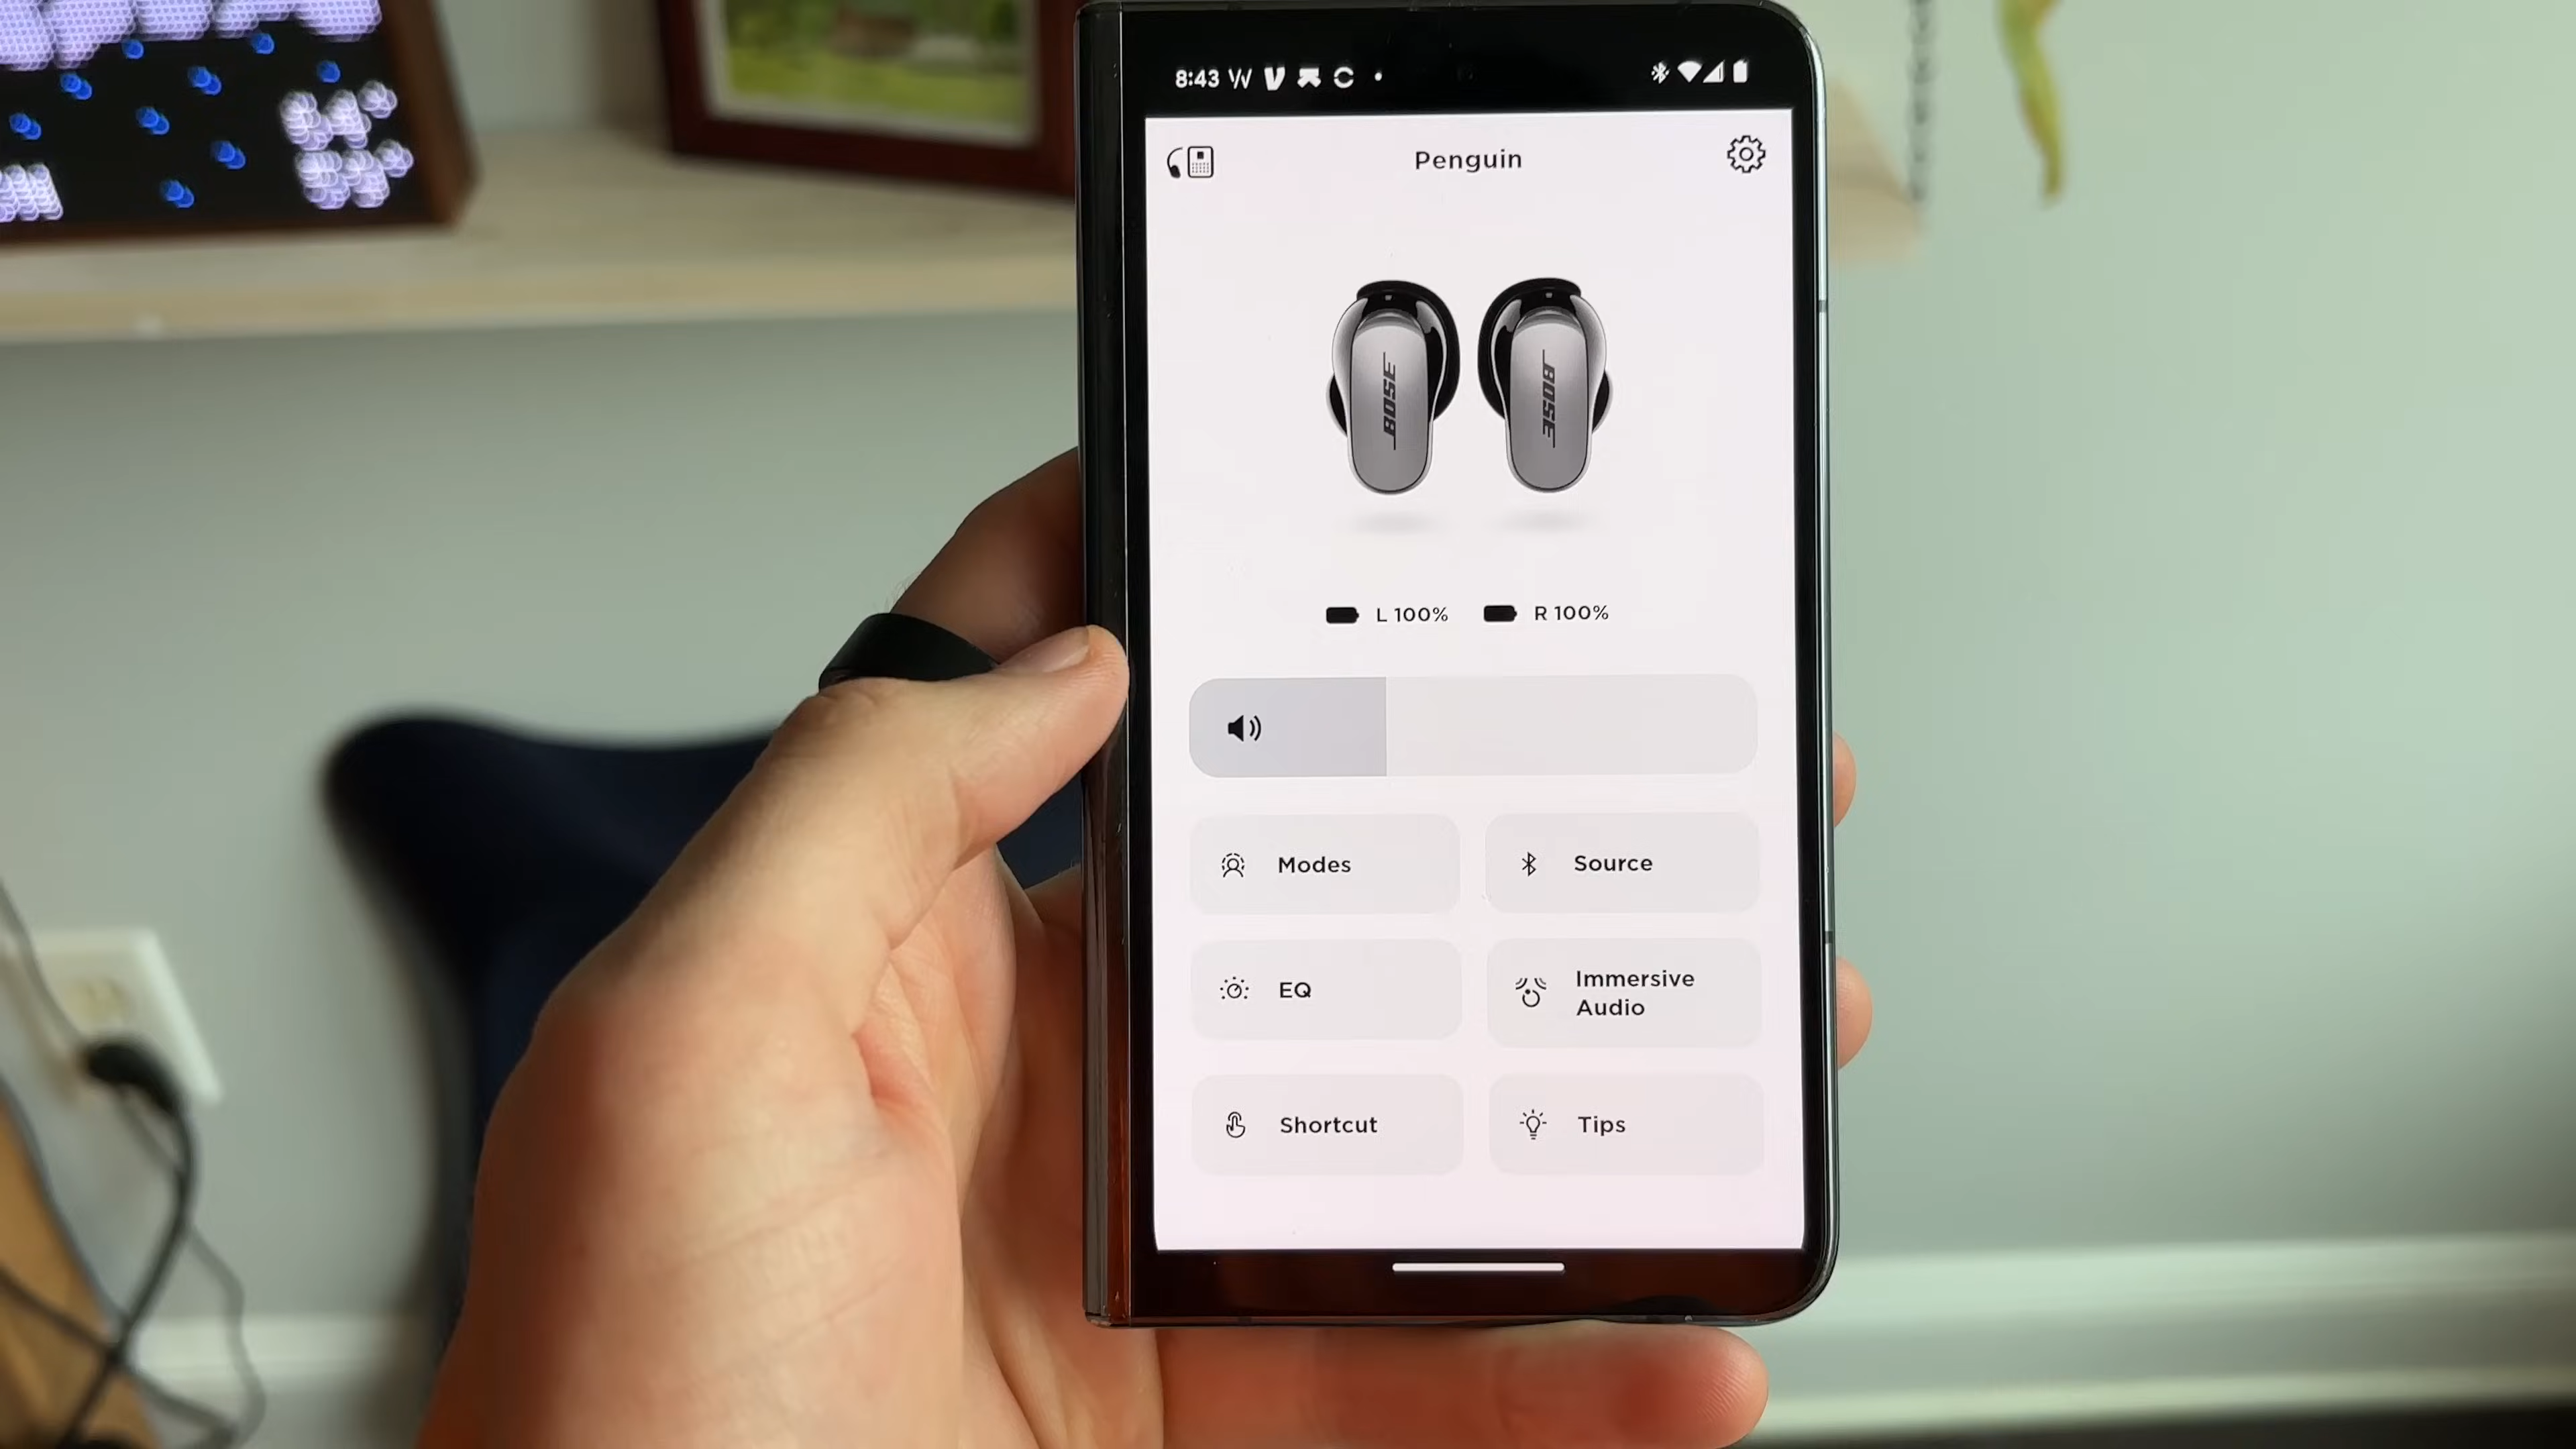 8:43
Penguin
BOSE
BOSE
L 100%
R 100%
Modes
Source
EQ
Immersive
Audio
Shortcut
Tips